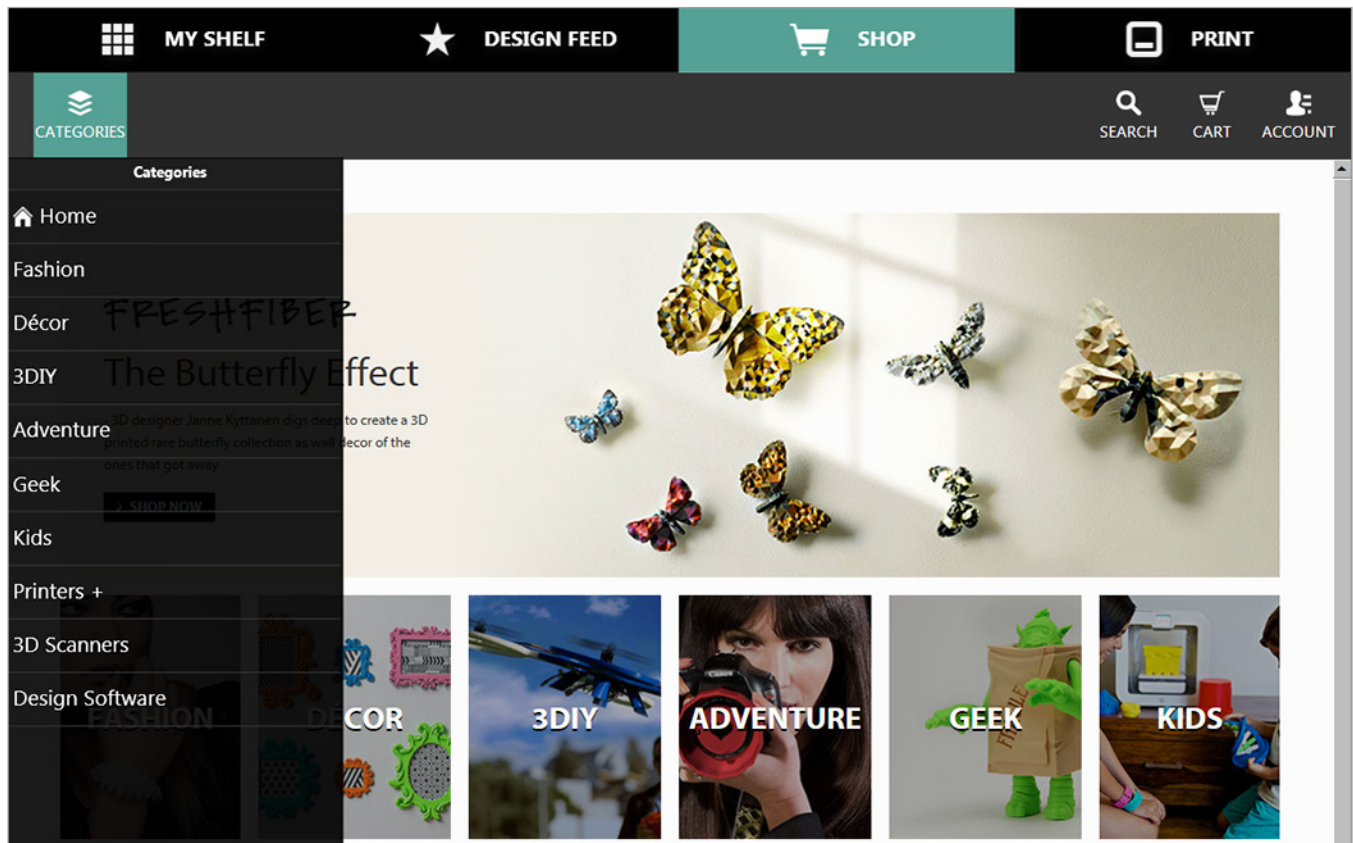 MY SHELF
DESIGN FEED
SHOP
PRINT
CATEGORIES
SEARCH
CART
ACCOUNT
Categories
Home
Fashion
Décor
3DIY
Adventure
Geek
Kids
Printers +
3D Scanners
Design Software
FRESHFIBER
The Butterfly Effect
3D designer Janne Kyttanen digs deep to create a 3D
printed rare butterfly collection as wall decor of the
ones that got away
> SHOP NOW
FASHION
DÉCOR
3DIY
ADVENTURE
Canon
GEEK
FRAGILE
KIDS